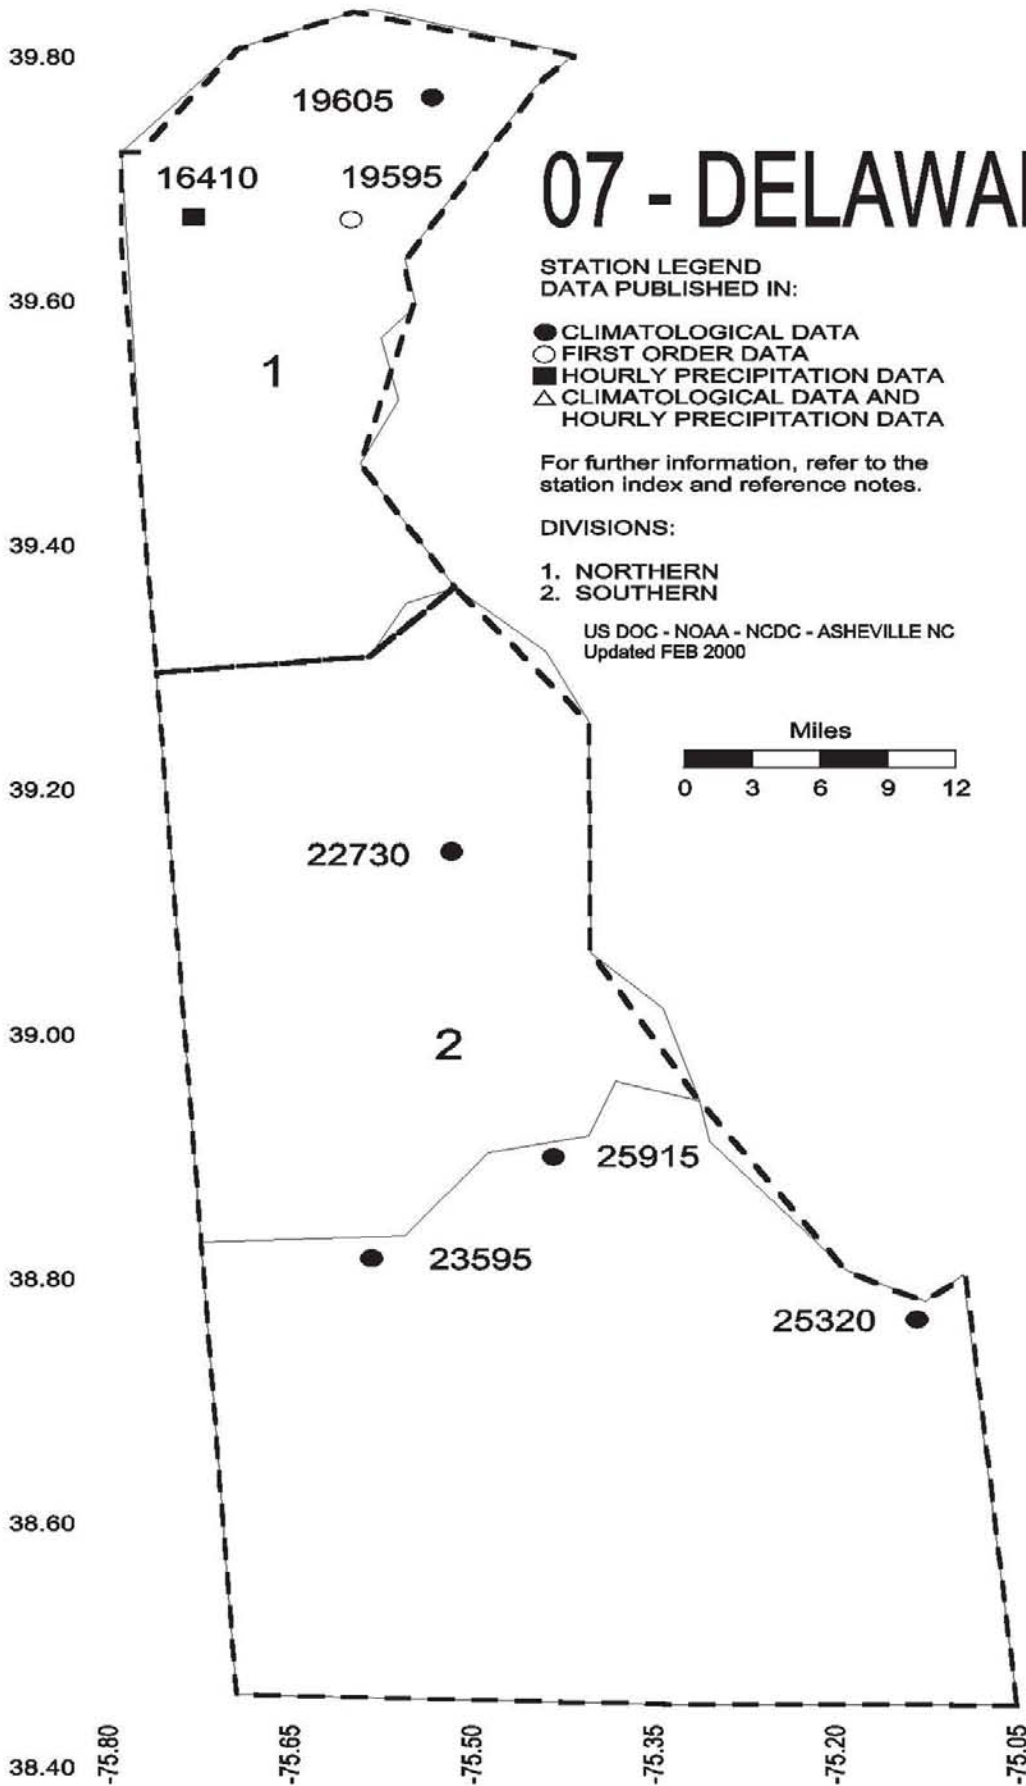 39.80
19605
16410 19595
07 - DELAWA
STATION LEGEND
DATA PUBLISHED IN:
39.60
CLIMATOLOGICAL DATA
FIRST ORDER DATA
1
HOURLY PRECIPITATION DATA
CLIMATOLOGICAL DATA AND
HOURLY PRECIPITATION DATA
For further information, refer to the
station index and reference notes.
DIVISIONS:
39.40
1. NORTHERN
2. SOUTHERN
US DOC - NOAA - NCDC - ASHEVILLE NC
Updated FEB 2000
Miles
0 3 6 9 12
39.20
22730
39.00
2
25915
23595
38.80
25320
38.60
38.40
-75.80 -75.65 -75.50 -75.35 -75.20 -75.05